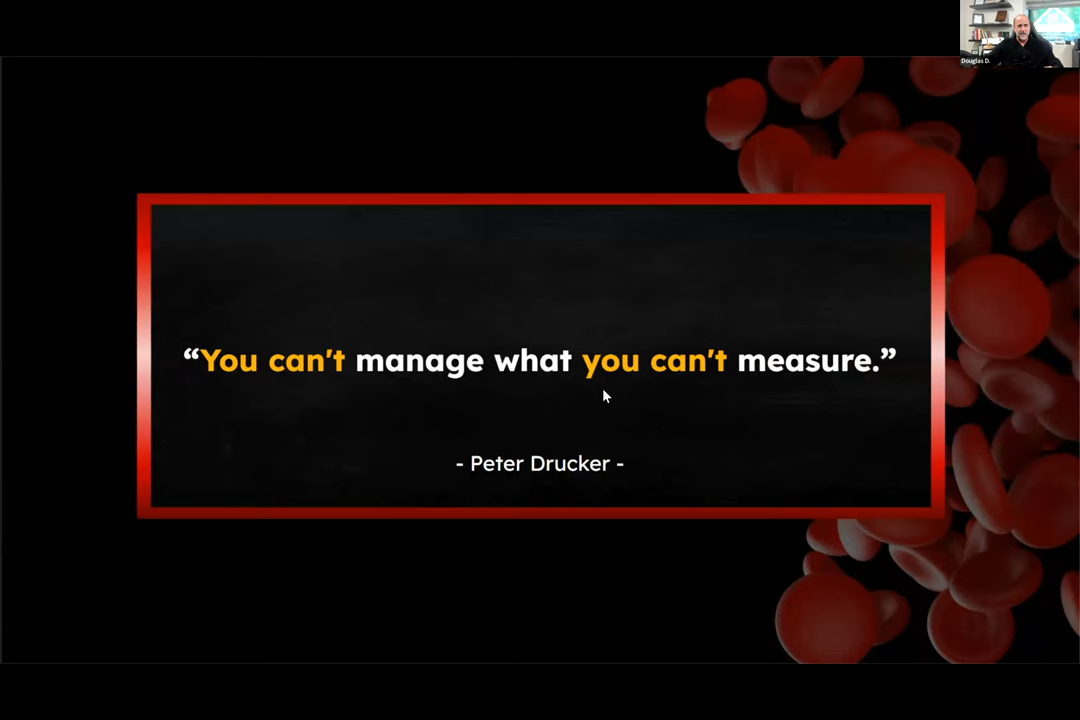 Douglas D.
“You can't manage what you can't measure.”
- Peter Drucker -